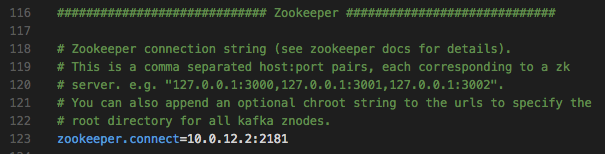 116 ############################# Zookeeper #############################
117
118 # Zookeeper connection string (see zookeeper docs for details).
119 # This is a comma separated host:port pairs, each corresponding to a zk
120 # server. e.g. "127.0.0.1:3000,127.0.0.1:3001,127.0.0.1:3002".
121 # You can also append an optional chroot string to the urls to specify the
122 # root directory for all kafka znodes.
123 zookeeper.connect=10.0.12.2:2181